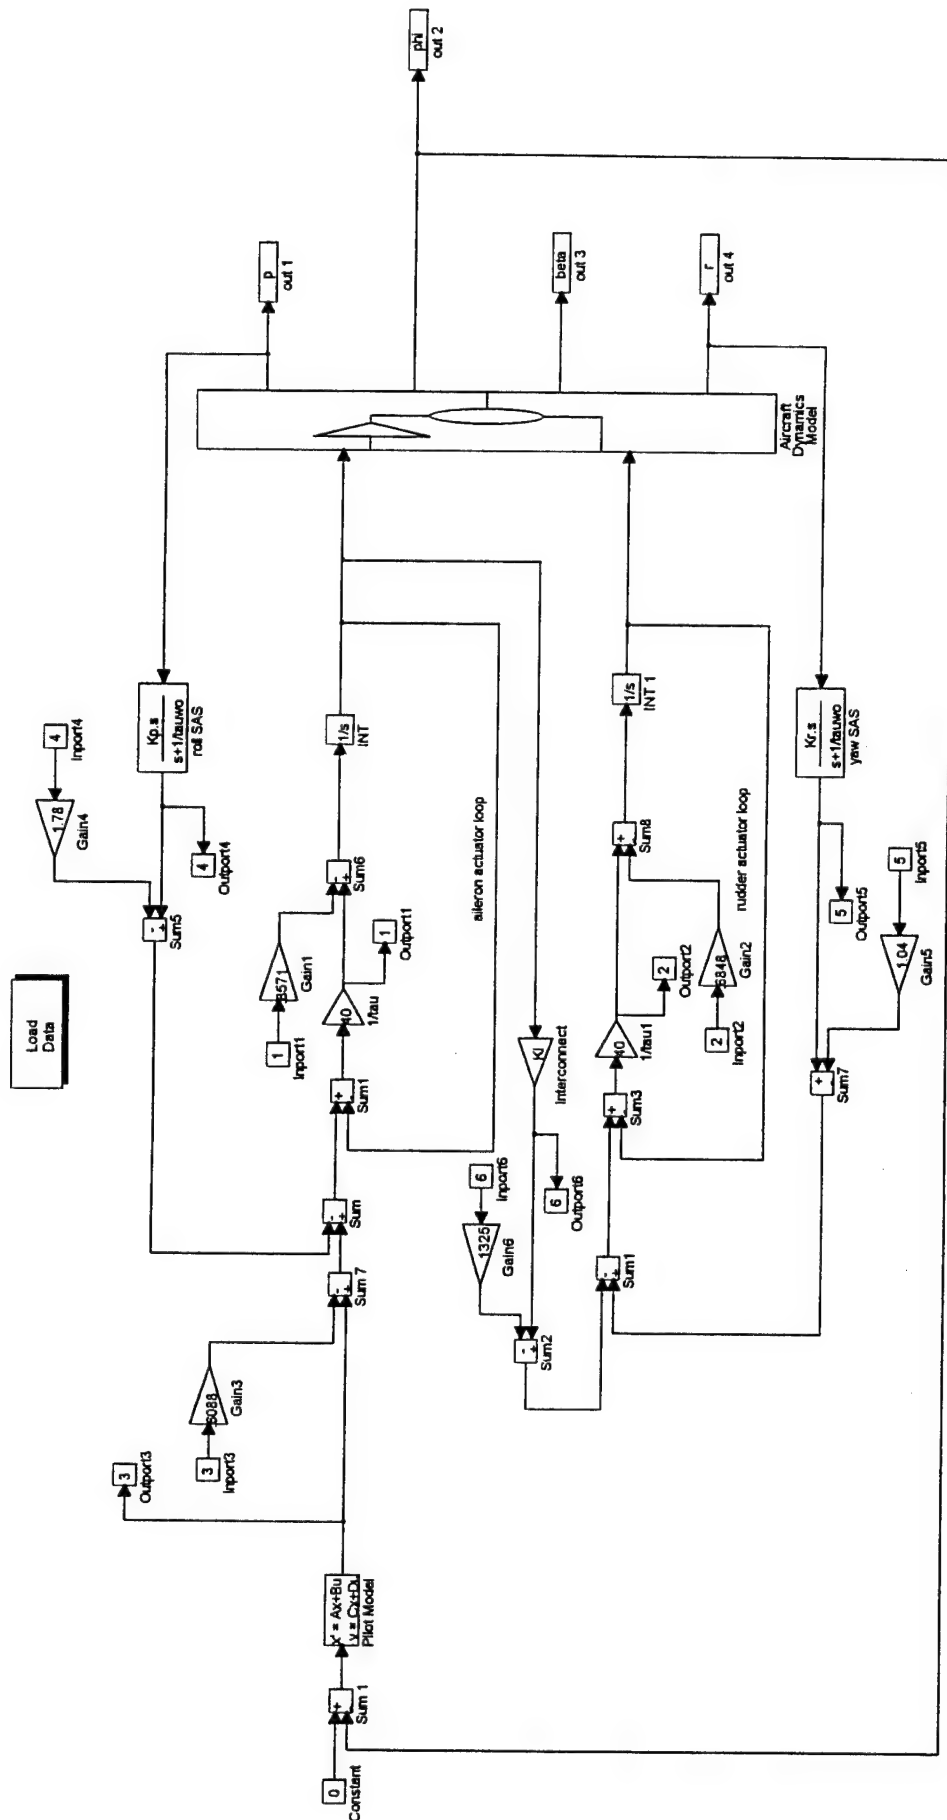 Load
Data
0
Constant
+
-
Sum 1
x' = Ax+Bu
y = Cx+Du
Pilot Model
3
Outport3
3
Inport3
6088
Gain3
-
+
Sum 7
-
+
Sum
-
+
Sum5
1.78
Gain4
4
Inport4
4
Outport4
Kp.s
s+1/tauwo
roll SAS
+
-
Sum1
40
1/tau
1
Outport1
1
Inport1
8571
Gain1
-
+
Sum6
1/s
INT
aileron actuator loop
6
Inport6
1325
Gain6
-
+
Sum2
6
Outport6
KI
Interconnect
-
+
Sum1
+
-
Sum3
40
1/tau1
2
Outport2
2
Inport2
6848
Gain2
+
-
Sum8
1/s
INT 1
rudder actuator loop
+
-
Sum7
1.04
Gain5
5
Inport5
5
Outport5
Kr.s
s+1/tauwo
yaw SAS
Aircraft
Dynamics
Model
p
out 1
phi
out 2
beta
out 3
r
out 4